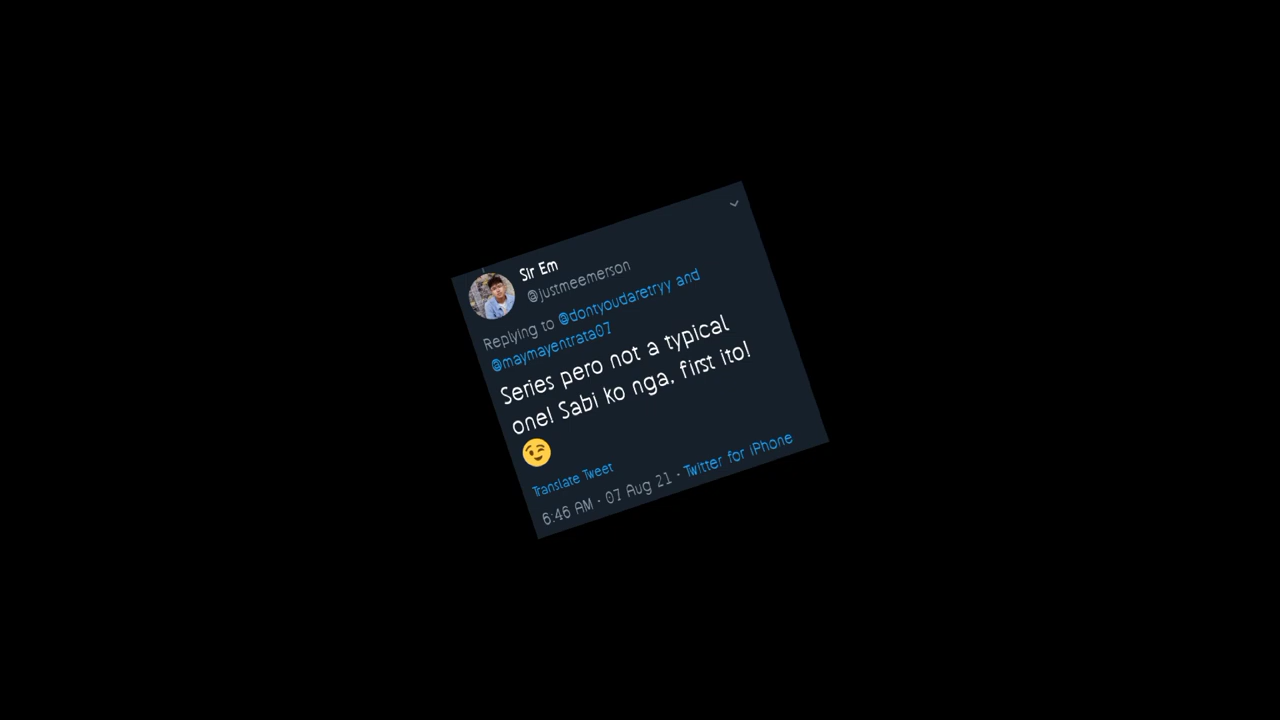 Sir Em
@justmeemerson
Replying to @dontyoudaretryy and
@maymayentrata07
Series pero not a typical
one! Sabi ko nga, first ito!
😉
Translate Tweet
6:46 AM · 07 Aug 21 · Twitter for iPhone